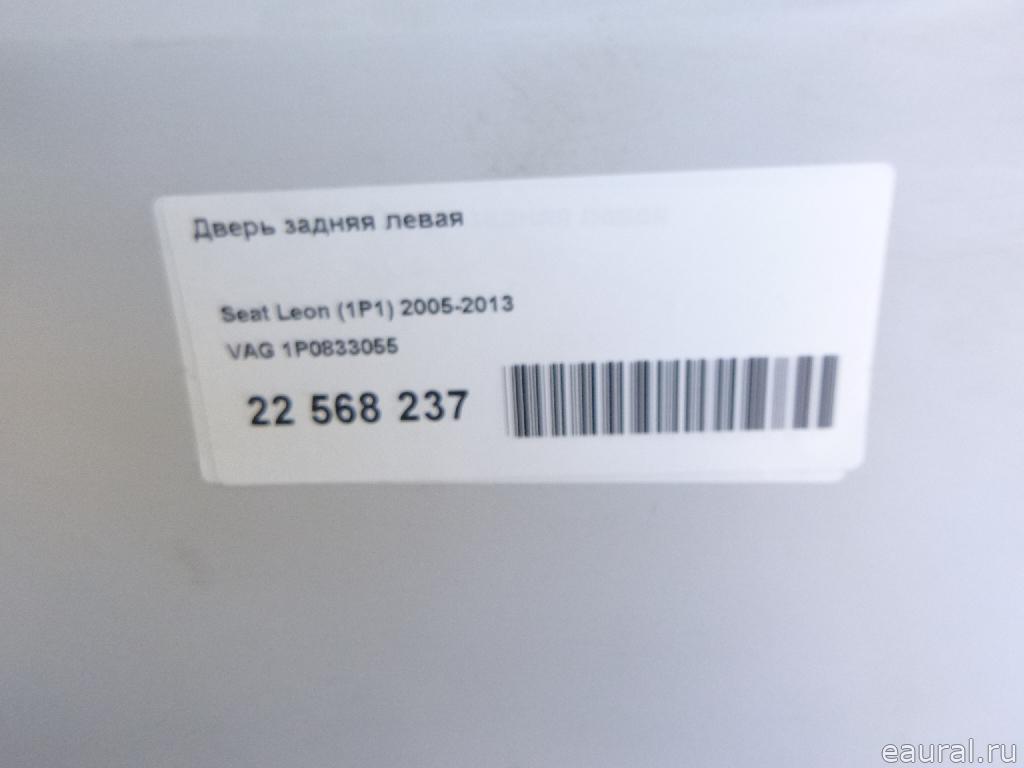 Дверь задняя левая
Seat Leon (1P1) 2005-2013
VAG 1P0833055
22 568 237
eaural.ru